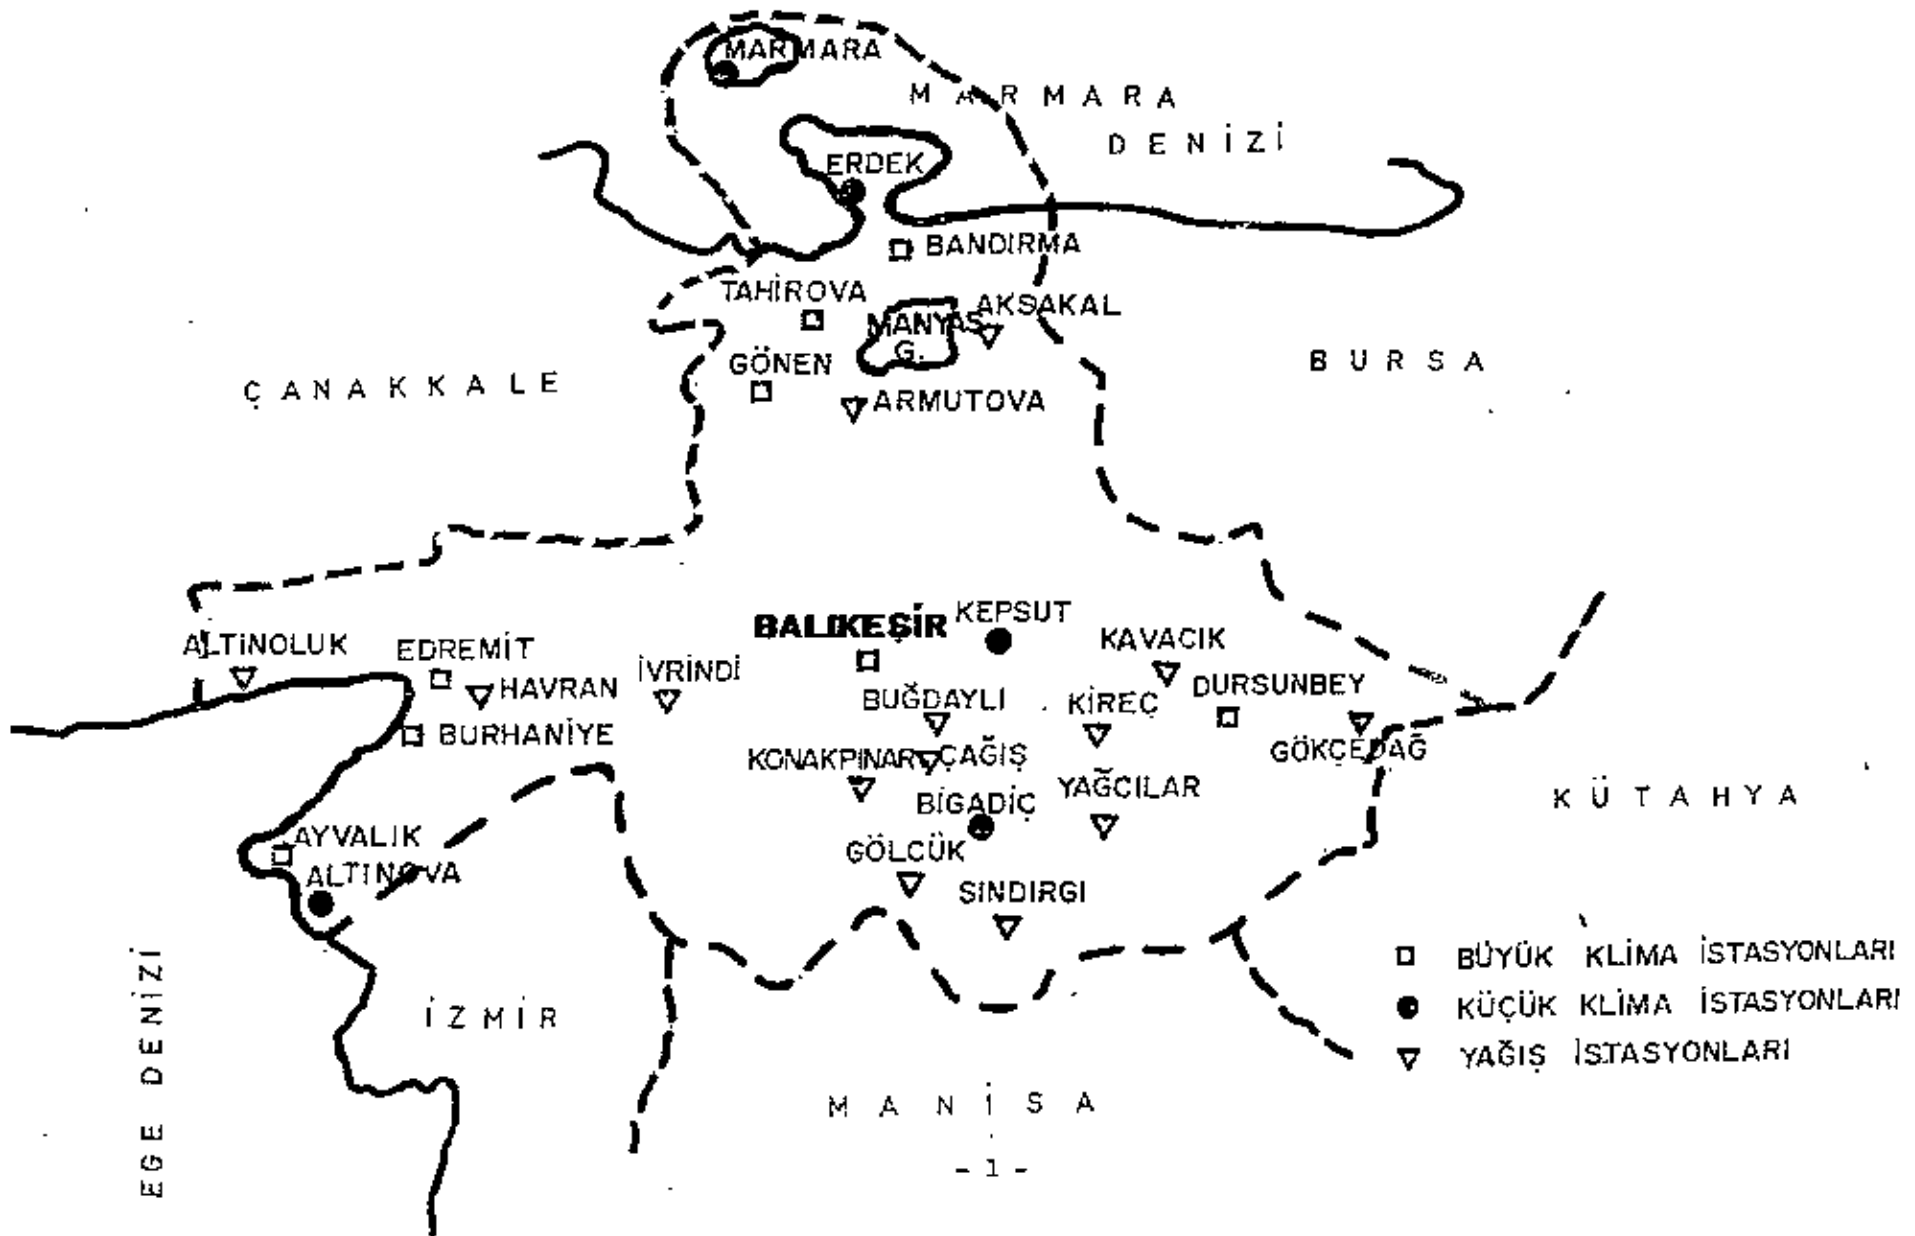 MARMARA
MARMARA
DENİZİ
ERDEK
BANDIRMA
TAHİROVA
AKSAKAL
MANYAS
G.
GÖNEN
ARMUTOVA
ÇANAKKALE
BURSA
BALIKEŞİR
KEPSUT
ALTINOLUK
EDREMİT
HAVRAN
İVRİNDİ
KAVACIK
BUĞDAYLI
KİREÇ
DURSUNBEY
BURHANİYE
GÖKÇEDAĞ
KONAKPINAR
ÇAĞIŞ
BİGADİÇ
YAĞCILAR
KÜTAHYA
AYVALIK
ALTINOVA
GÖLCÜK
SINDIRGI
EGE DENİZİ
İZMİR
MANİSA
BÜYÜK KLİMA İSTASYONLARI
KÜÇÜK KLİMA İSTASYONLARI
YAĞIŞ İSTASYONLARI
- 1 -